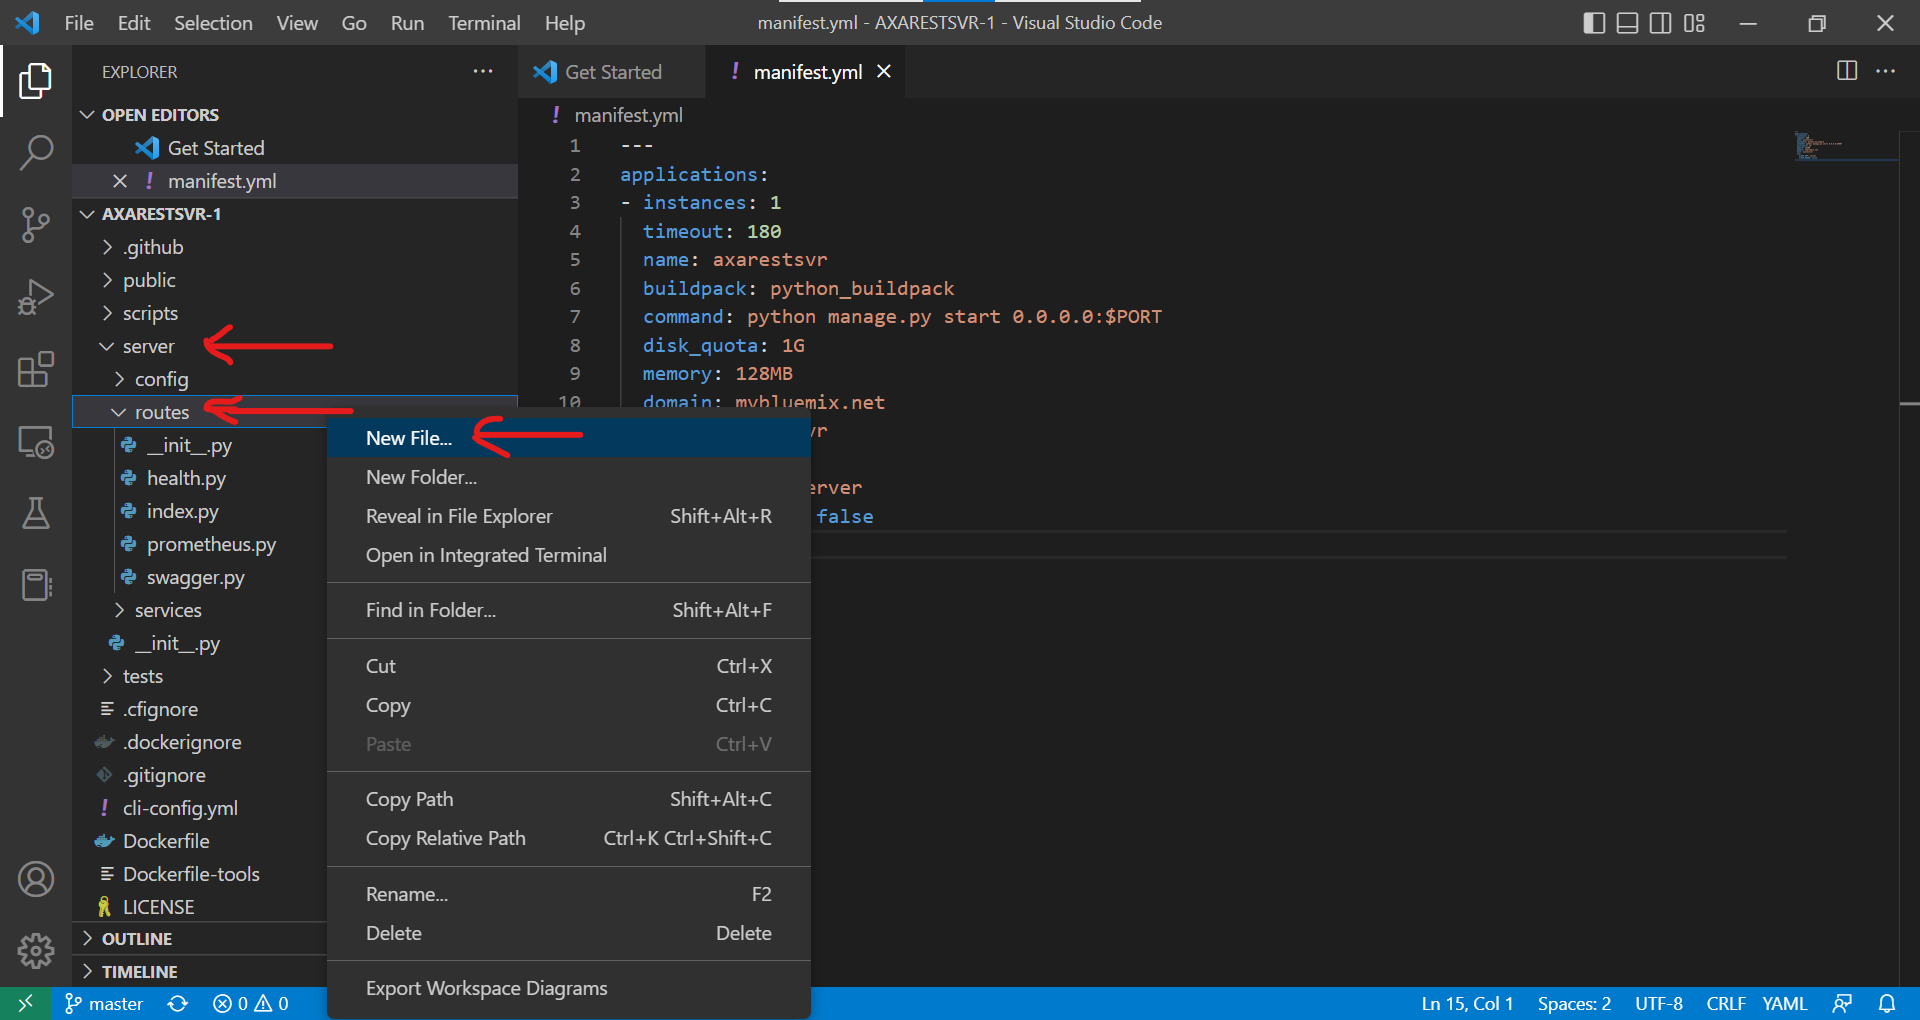 File Edit Selection View Go Run Terminal Help
manifest.yml - AXARESTSVR-1 - Visual Studio Code
EXPLORER
OPEN EDITORS
Get Started
manifest.yml
AXARESTSVR-1
.github
public
scripts
server
config
routes
__init__.py
health.py
index.py
prometheus.py
swagger.py
services
__init__.py
tests
.cfignore
.dockerignore
.gitignore
cli-config.yml
Dockerfile
Dockerfile-tools
LICENSE
OUTLINE
TIMELINE
Get Started
manifest.yml
manifest.yml
1 ---
2 applications:
3 - instances: 1
4 timeout: 180
5 name: axarestsvr
6 buildpack: python_buildpack
7 command: python manage.py start 0.0.0.0:$PORT
8 disk_quota: 1G
9 memory: 128MB
10 domain: mybluemix.net
vr
erver
false
New File...
New Folder...
Reveal in File Explorer Shift+Alt+R
Open in Integrated Terminal
Find in Folder... Shift+Alt+F
Cut Ctrl+X
Copy Ctrl+C
Paste Ctrl+V
Copy Path Shift+Alt+C
Copy Relative Path Ctrl+K Ctrl+Shift+C
Rename... F2
Delete Delete
Export Workspace Diagrams
master 0 0
Ln 15, Col 1 Spaces: 2 UTF-8 CRLF YAML